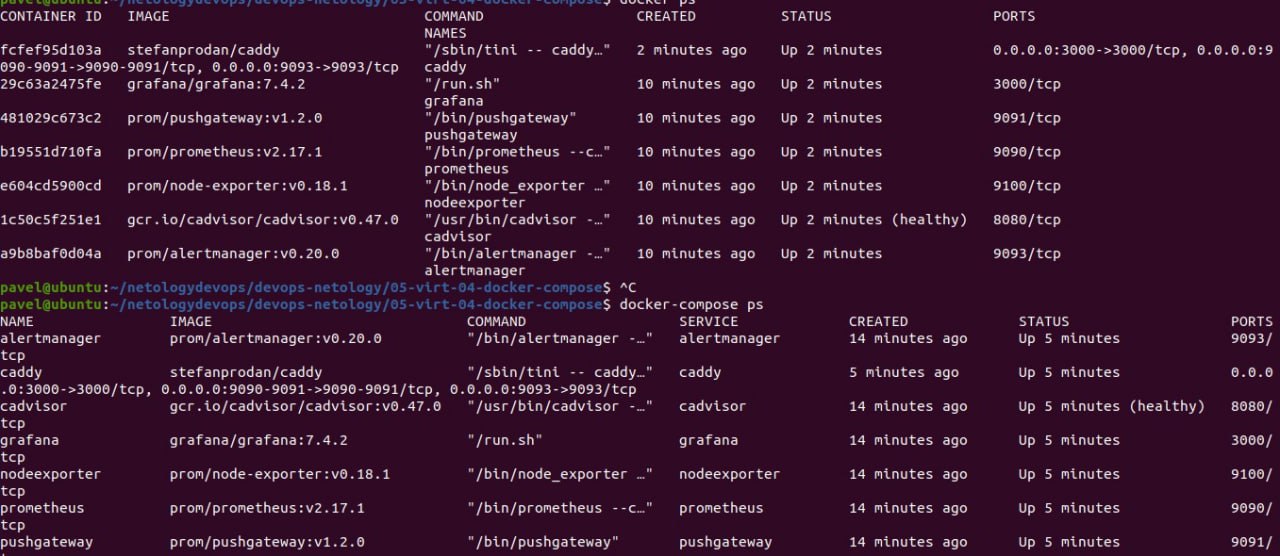 pavel@ubuntu:~/netologydevops/devops-netology/05-virt-04-docker-compose$ docker ps
CONTAINER ID   IMAGE                              COMMAND                  CREATED          STATUS                   PORTS
                                                  NAMES
fcfef95d103a   stefanprodan/caddy                 "/sbin/tini -- caddy…"   2 minutes ago    Up 2 minutes             0.0.0.0:3000->3000/tcp, 0.0.0.0:9
090-9091->9090-9091/tcp, 0.0.0.0:9093->9093/tcp   caddy
29c63a2475fe   grafana/grafana:7.4.2              "/run.sh"                10 minutes ago   Up 2 minutes             3000/tcp
                                                  grafana
481029c673c2   prom/pushgateway:v1.2.0            "/bin/pushgateway"       10 minutes ago   Up 2 minutes             9091/tcp
                                                  pushgateway
b19551d710fa   prom/prometheus:v2.17.1            "/bin/prometheus --c…"   10 minutes ago   Up 2 minutes             9090/tcp
                                                  prometheus
e604cd5900cd   prom/node-exporter:v0.18.1         "/bin/node_exporter …"   10 minutes ago   Up 2 minutes             9100/tcp
                                                  nodeexporter
1c50c5f251e1   gcr.io/cadvisor/cadvisor:v0.47.0   "/usr/bin/cadvisor -…"   10 minutes ago   Up 2 minutes (healthy)   8080/tcp
                                                  cadvisor
a9b8baf0d04a   prom/alertmanager:v0.20.0          "/bin/alertmanager -…"   10 minutes ago   Up 2 minutes             9093/tcp
                                                  alertmanager
pavel@ubuntu:~/netologydevops/devops-netology/05-virt-04-docker-compose$ ^C
pavel@ubuntu:~/netologydevops/devops-netology/05-virt-04-docker-compose$ docker-compose ps
NAME                IMAGE                              COMMAND                  SERVICE             CREATED             STATUS                   PORTS
alertmanager        prom/alertmanager:v0.20.0          "/bin/alertmanager -…"   alertmanager        14 minutes ago      Up 5 minutes             9093/
tcp
caddy               stefanprodan/caddy                 "/sbin/tini -- caddy…"   caddy               5 minutes ago       Up 5 minutes             0.0.0
.0:3000->3000/tcp, 0.0.0.0:9090-9091->9090-9091/tcp, 0.0.0.0:9093->9093/tcp
cadvisor            gcr.io/cadvisor/cadvisor:v0.47.0   "/usr/bin/cadvisor -…"   cadvisor            14 minutes ago      Up 5 minutes (healthy)   8080/
tcp
grafana             grafana/grafana:7.4.2              "/run.sh"                grafana             14 minutes ago      Up 5 minutes             3000/
tcp
nodeexporter        prom/node-exporter:v0.18.1         "/bin/node_exporter …"   nodeexporter        14 minutes ago      Up 5 minutes             9100/
tcp
prometheus          prom/prometheus:v2.17.1            "/bin/prometheus --c…"   prometheus          14 minutes ago      Up 5 minutes             9090/
tcp
pushgateway         prom/pushgateway:v1.2.0            "/bin/pushgateway"       pushgateway         14 minutes ago      Up 5 minutes             9091/